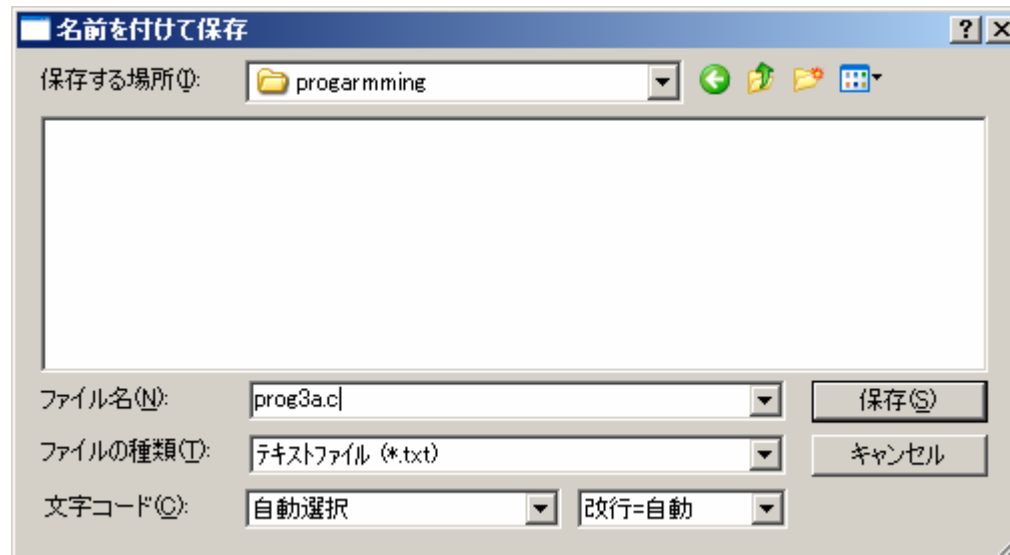 名前を付けて保存
保存する場所(I): progarmming
ファイル名(N): prog3a.c 保存(S)
ファイルの種類(T): テキストファイル (*.txt) キャンセル
文字コード(C): 自動選択 改行=自動